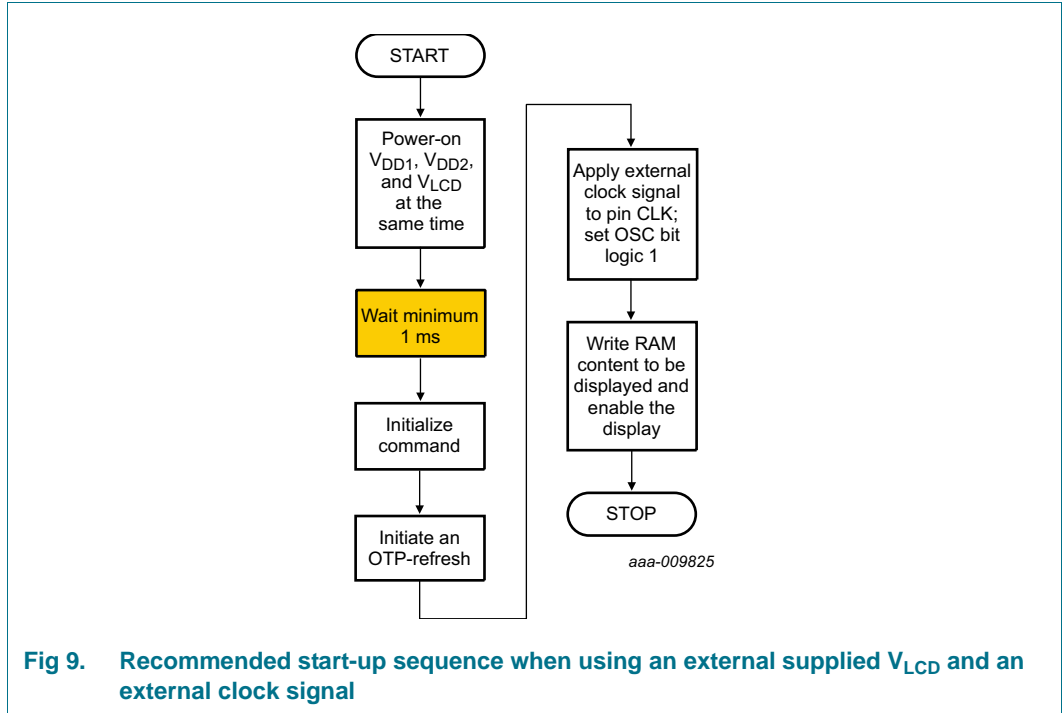 START
Power-on
VDD1, VDD2,
and VLCD
at the
same time
Wait minimum
1 ms
Initialize
command
Initiate an
OTP-refresh
Apply external
clock signal
to pin CLK;
set OSC bit
logic 1
Write RAM
content to be
displayed and
enable the
display
STOP
aaa-009825
Fig 9. Recommended start-up sequence when using an external supplied VLCD and an
external clock signal